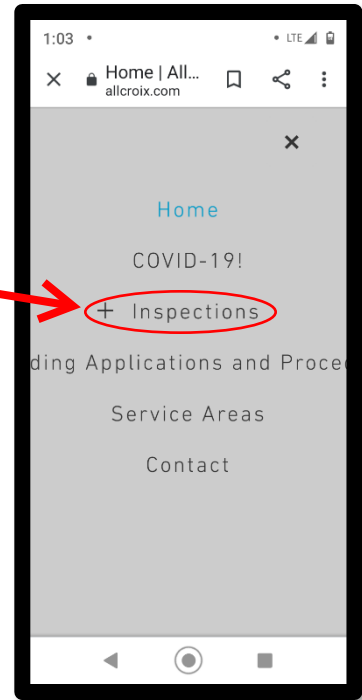 1:03 • • LTE
Home | All...
allcroix.com
Home
COVID-19!
+ Inspections
ding Applications and Proce
Service Areas
Contact